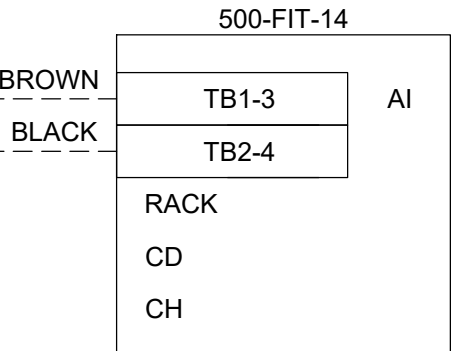 500-FIT-14
BROWN
TB1-3
AI
BLACK
TB2-4
RACK
CD
CH